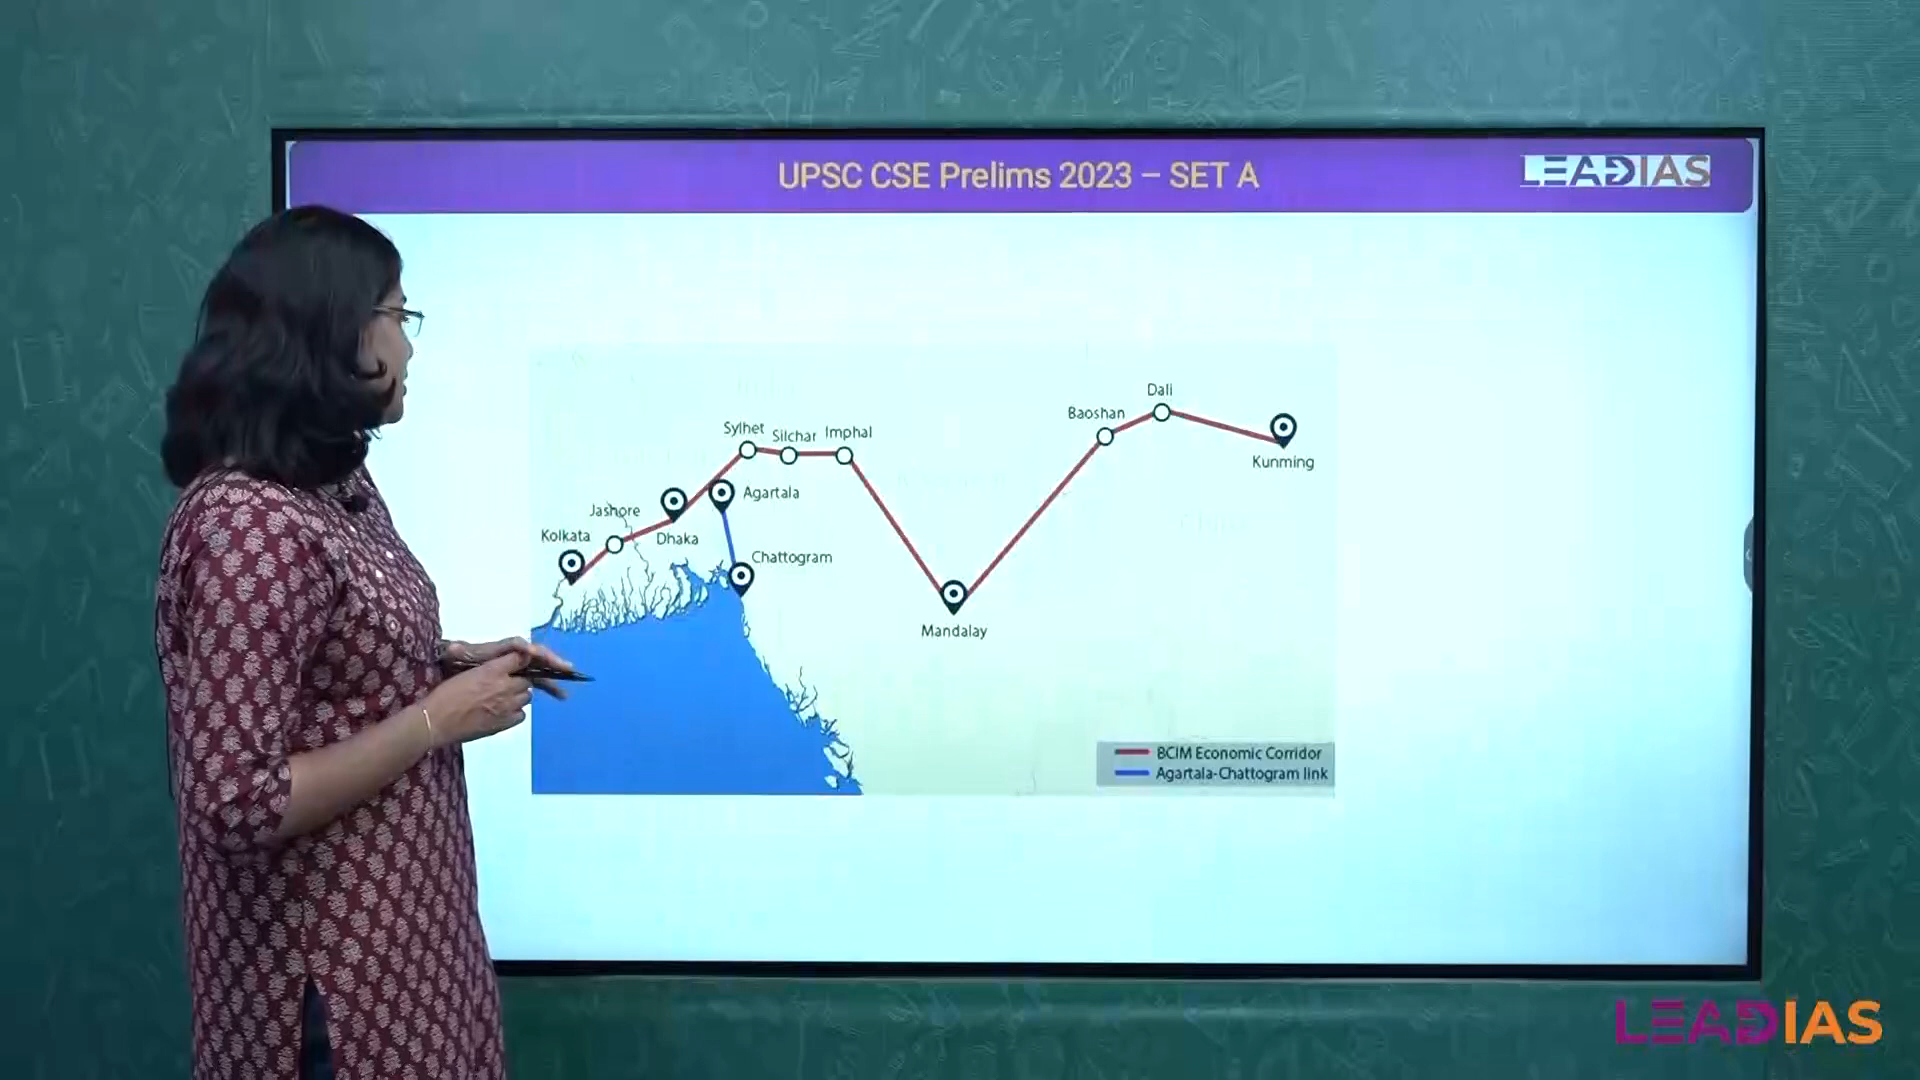 UPSC CSE Prelims 2023 – SET A
LEADIAS
Dali
Baoshan
Kunming
Sylhet
Silchar
Imphal
Agartala
Jashore
Dhaka
Kolkata
Chattogram
Mandalay
BCIM Economic Corridor
Agartala-Chattogram link
LEADIAS